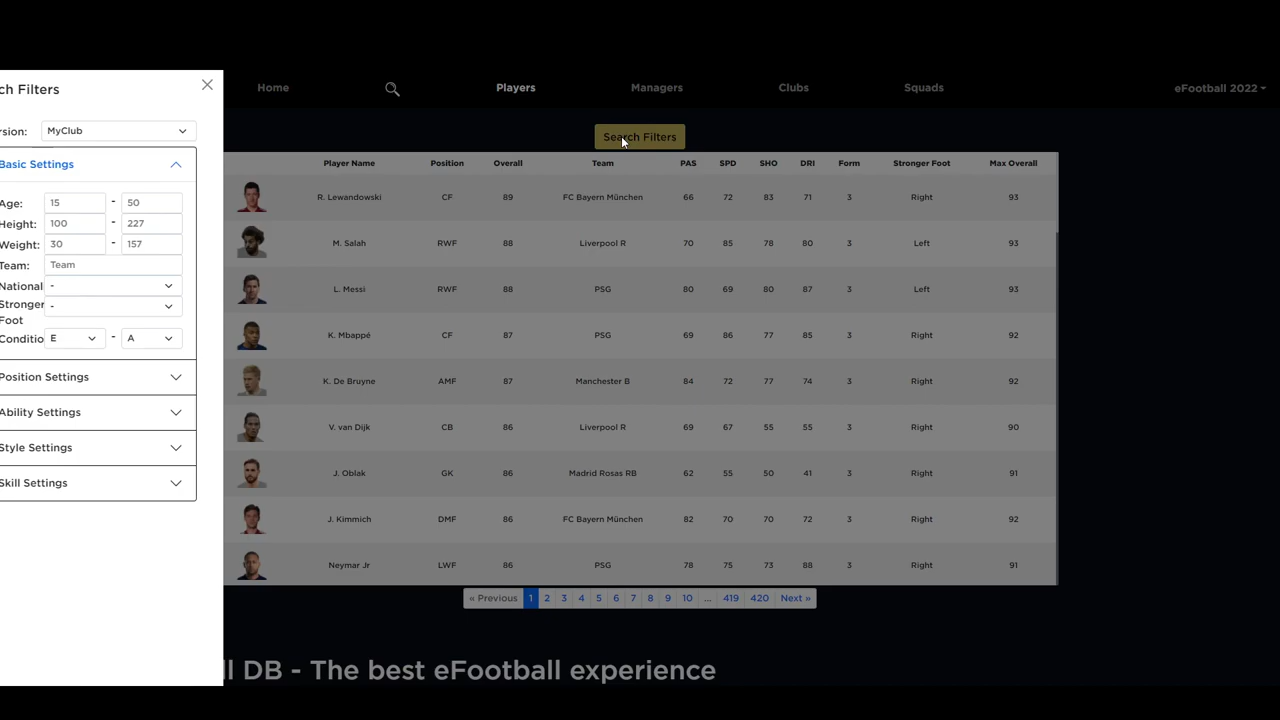 Home Players Managers Clubs Squads eFootball 2022
ch Filters
rsion: MyClub
Basic Settings
Age: 15 - 50
Height: 100 - 227
Weight: 30 - 157
Team: Team
National -
Stronger Foot -
Conditio E - A
Position Settings
Ability Settings
Style Settings
Skill Settings
Search Filters
Player Name Position Overall Team PAS SPD SHO DRI Form Stronger Foot Max Overall
R. Lewandowski CF 89 FC Bayern München 66 72 83 71 3 Right 93
M. Salah RWF 88 Liverpool R 70 85 78 80 3 Left 93
L. Messi RWF 88 PSG 80 69 80 87 3 Left 93
K. Mbappé CF 87 PSG 69 86 77 85 3 Right 92
K. De Bruyne AMF 87 Manchester B 84 72 77 74 3 Right 92
V. van Dijk CB 86 Liverpool R 69 67 55 55 3 Right 90
J. Oblak GK 86 Madrid Rosas RB 62 55 50 41 3 Right 91
J. Kimmich DMF 86 FC Bayern München 82 70 70 72 3 Right 92
Neymar Jr LWF 86 PSG 78 75 73 88 3 Right 91
« Previous 1 2 3 4 5 6 7 8 9 10 ... 419 420 Next »
ll DB - The best eFootball experience